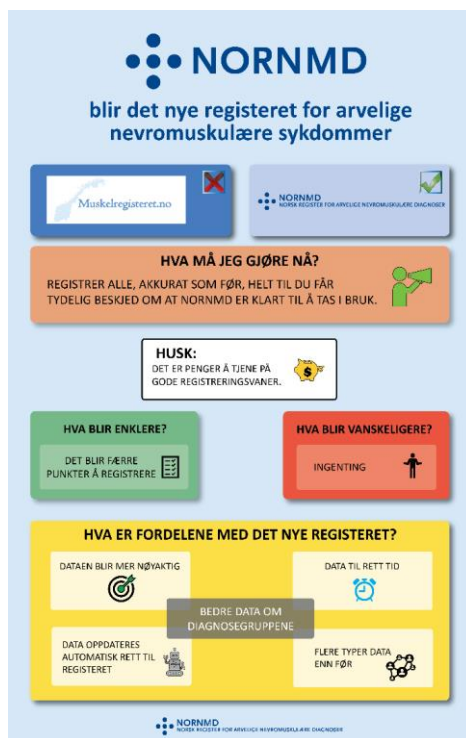 NORNMD
blir det nye registeret for arvelige
nevromuskulære sykdommer
Muskelregisteret.no
NORNMD
NORSK REGISTER FOR ARVELIGE NEVROMUSKULÆRE DIAGNOSER
HVA MÅ JEG GJØRE NÅ?
REGISTRER ALLE, AKKURAT SOM FØR, HELT TIL DU FÅR
TYDELIG BESKJED OM AT NORNMD ER KLART TIL Å TAS I BRUK.
HUSK:
DET ER PENGER Å TJENE PÅ
GODE REGISTRERINGSVANER.
$
HVA BLIR ENKLERE?
DET BLIR FÆRRE
PUNKTER Å REGISTRERE
HVA BLIR VANSKELIGERE?
INGENTING
HVA ER FORDELENE MED DET NYE REGISTERET?
DATAEN BLIR MER NØYAKTIG
DATA TIL RETT TID
BEDRE DATA OM
DIAGNOSEGRUPPENE
DATA OPPDATERES
AUTOMATISK RETT TIL
REGISTERET
FLERE TYPER DATA
ENN FØR
NORNMD
NORSK REGISTER FOR ARVELIGE NEVROMUSKULÆRE DIAGNOSER